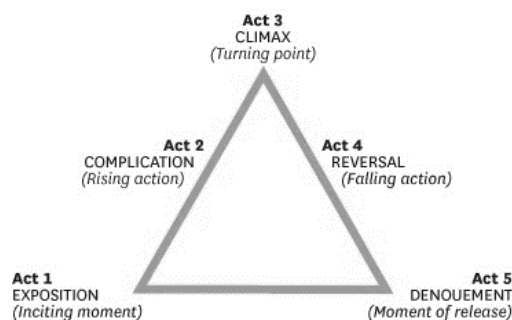 Act 3
CLIMAX
(Turning point)
Act 2
COMPLICATION
(Rising action)
Act 4
REVERSAL
(Falling action)
Act 1
EXPOSITION
(Inciting moment)
Act 5
DENOUEMENT
(Moment of release)